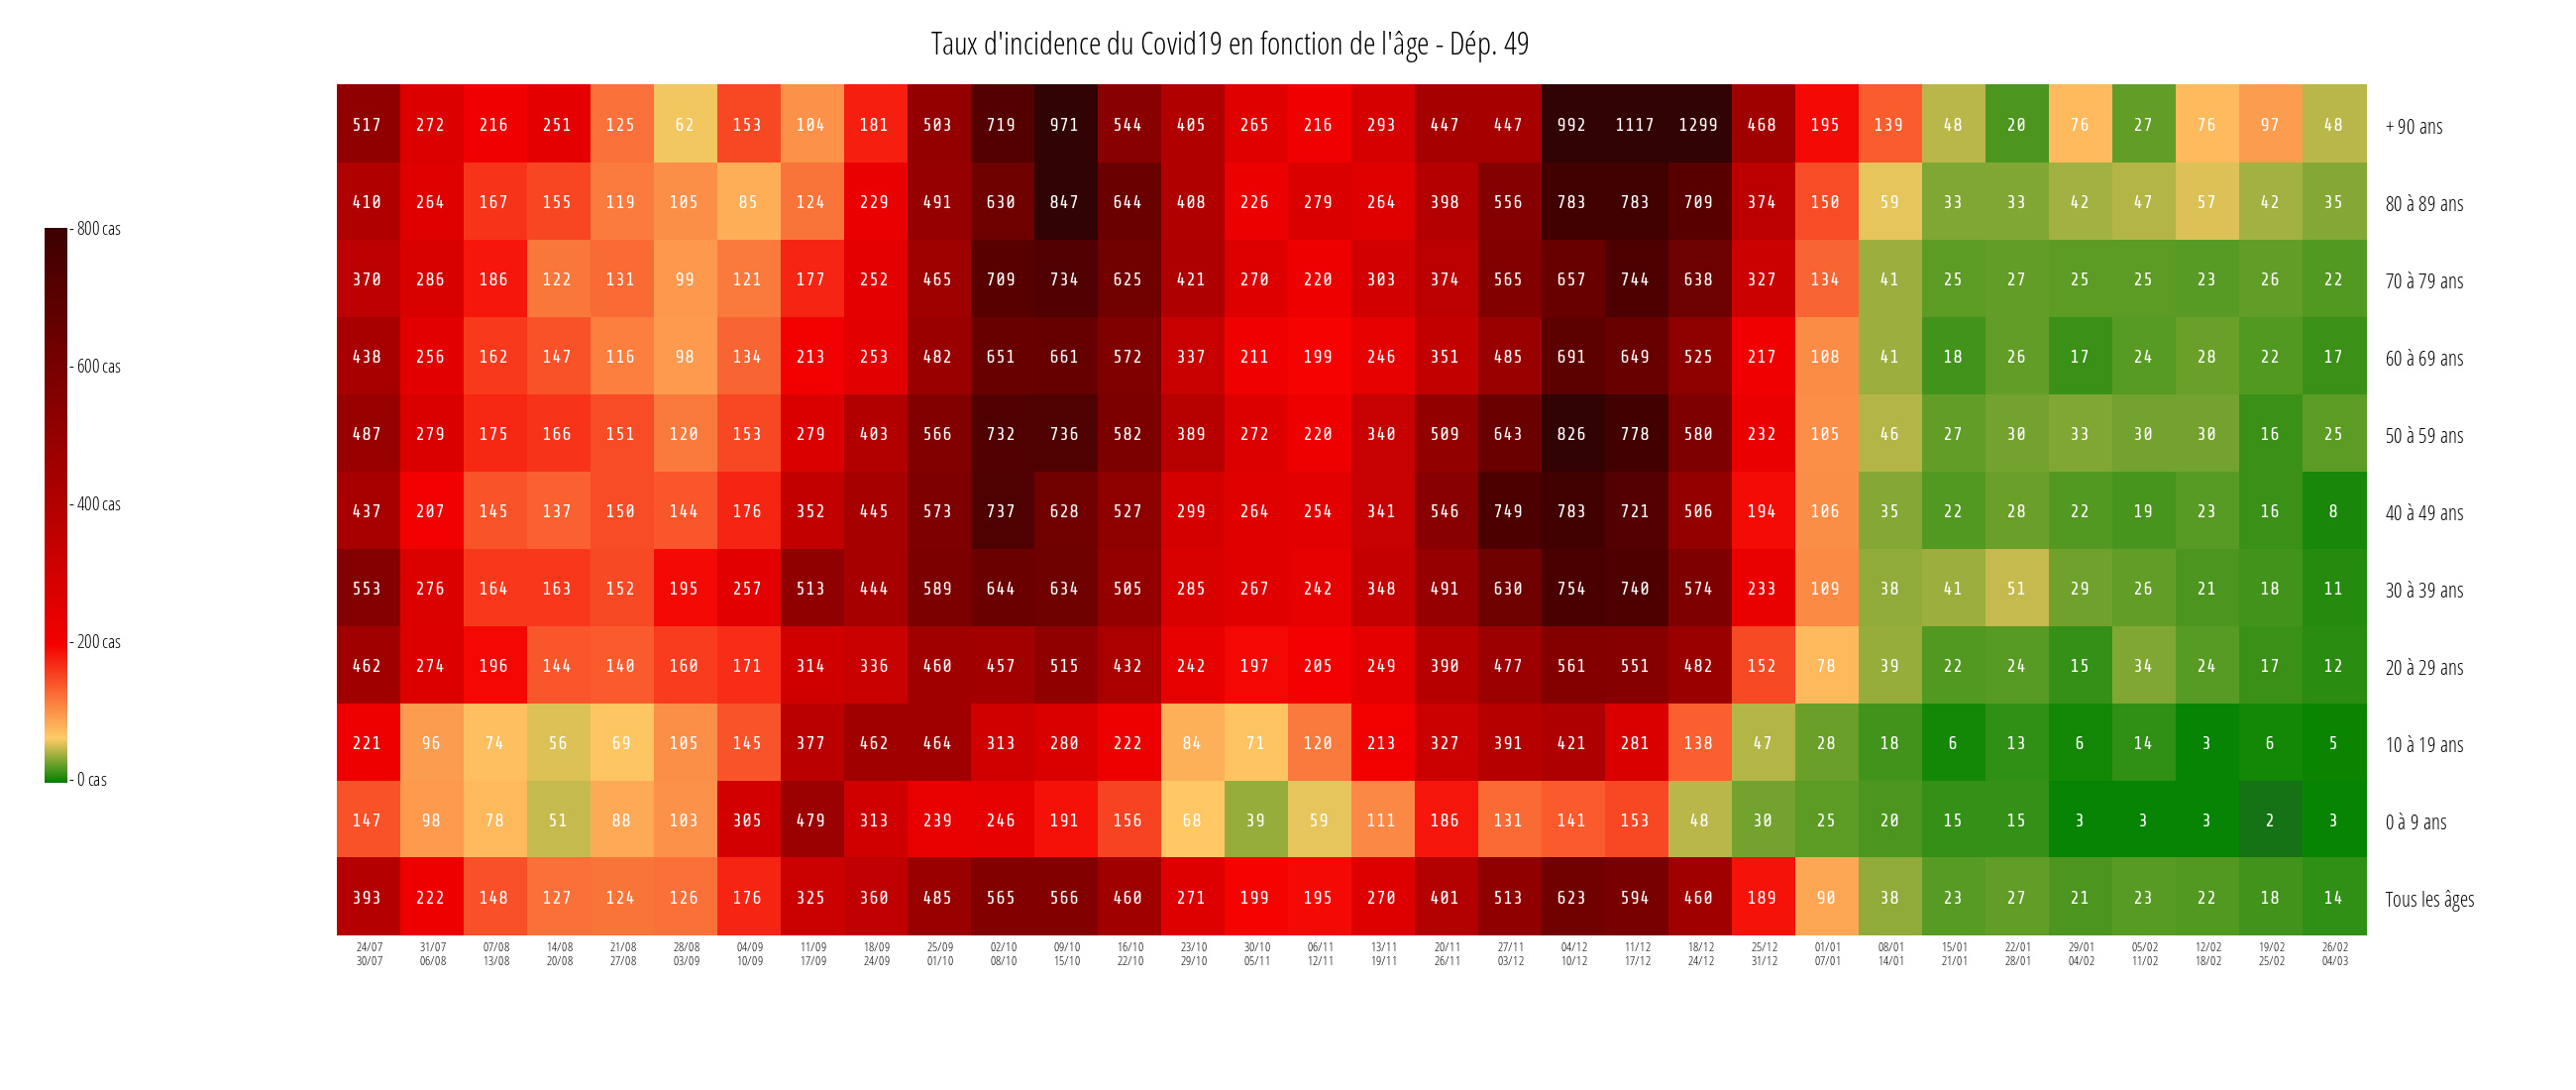 Taux d'incidence du Covid19 en fonction de l'âge - Dép. 49
- 800 cas
- 600 cas
- 400 cas
- 200 cas
- 0 cas
517 272 216 251 125 62 153 104 181 503 719 971 544 405 265 216 293 447 447 992 1117 1299 468 195 139 48 20 76 27 76 97 48 + 90 ans
410 264 167 155 119 105 85 124 229 491 630 847 644 408 226 279 264 398 556 783 783 709 374 150 59 33 33 42 47 57 42 35 80 à 89 ans
370 286 186 122 131 99 121 177 252 465 709 734 625 421 270 220 303 374 565 657 744 638 327 134 41 25 27 25 25 23 26 22 70 à 79 ans
438 256 162 147 116 98 134 213 253 482 651 661 572 337 211 199 246 351 485 691 649 525 217 108 41 18 26 17 24 28 22 17 60 à 69 ans
487 279 175 166 151 120 153 279 403 566 732 736 582 389 272 220 340 509 643 826 778 580 232 105 46 27 30 33 30 30 16 25 50 à 59 ans
437 207 145 137 150 144 176 352 445 573 737 628 527 299 264 254 341 546 749 783 721 506 194 106 35 22 28 22 19 23 16 8 40 à 49 ans
553 276 164 163 152 195 257 513 444 589 644 634 505 285 267 242 348 491 630 754 740 574 233 109 38 41 51 29 26 21 18 11 30 à 39 ans
462 274 196 144 140 160 171 314 336 460 457 515 432 242 197 205 249 390 477 561 551 482 152 78 39 22 24 15 34 24 17 12 20 à 29 ans
221 96 74 56 69 105 145 377 462 464 313 280 222 84 71 120 213 327 391 421 281 138 47 28 18 6 13 6 14 3 6 5 10 à 19 ans
147 98 78 51 88 103 305 479 313 239 246 191 156 68 39 59 111 186 131 141 153 48 30 25 20 15 15 3 3 3 2 3 0 à 9 ans
393 222 148 127 124 126 176 325 360 485 565 566 460 271 199 195 270 401 513 623 594 460 189 90 38 23 27 21 23 22 18 14 Tous les âges
24/07 31/07 07/08 14/08 21/08 28/08 04/09 11/09 18/09 25/09 02/10 09/10 16/10 23/10 30/10 06/11 13/11 20/11 27/11 04/12 11/12 18/12 25/12 01/01 08/01 15/01 22/01 29/01 05/02 12/02 19/02 26/02
30/07 06/08 13/08 20/08 27/08 03/09 10/09 17/09 24/09 01/10 08/10 15/10 22/10 29/10 05/11 12/11 19/11 26/11 03/12 10/12 17/12 24/12 31/12 07/01 14/01 21/01 28/01 04/02 11/02 18/02 25/02 04/03